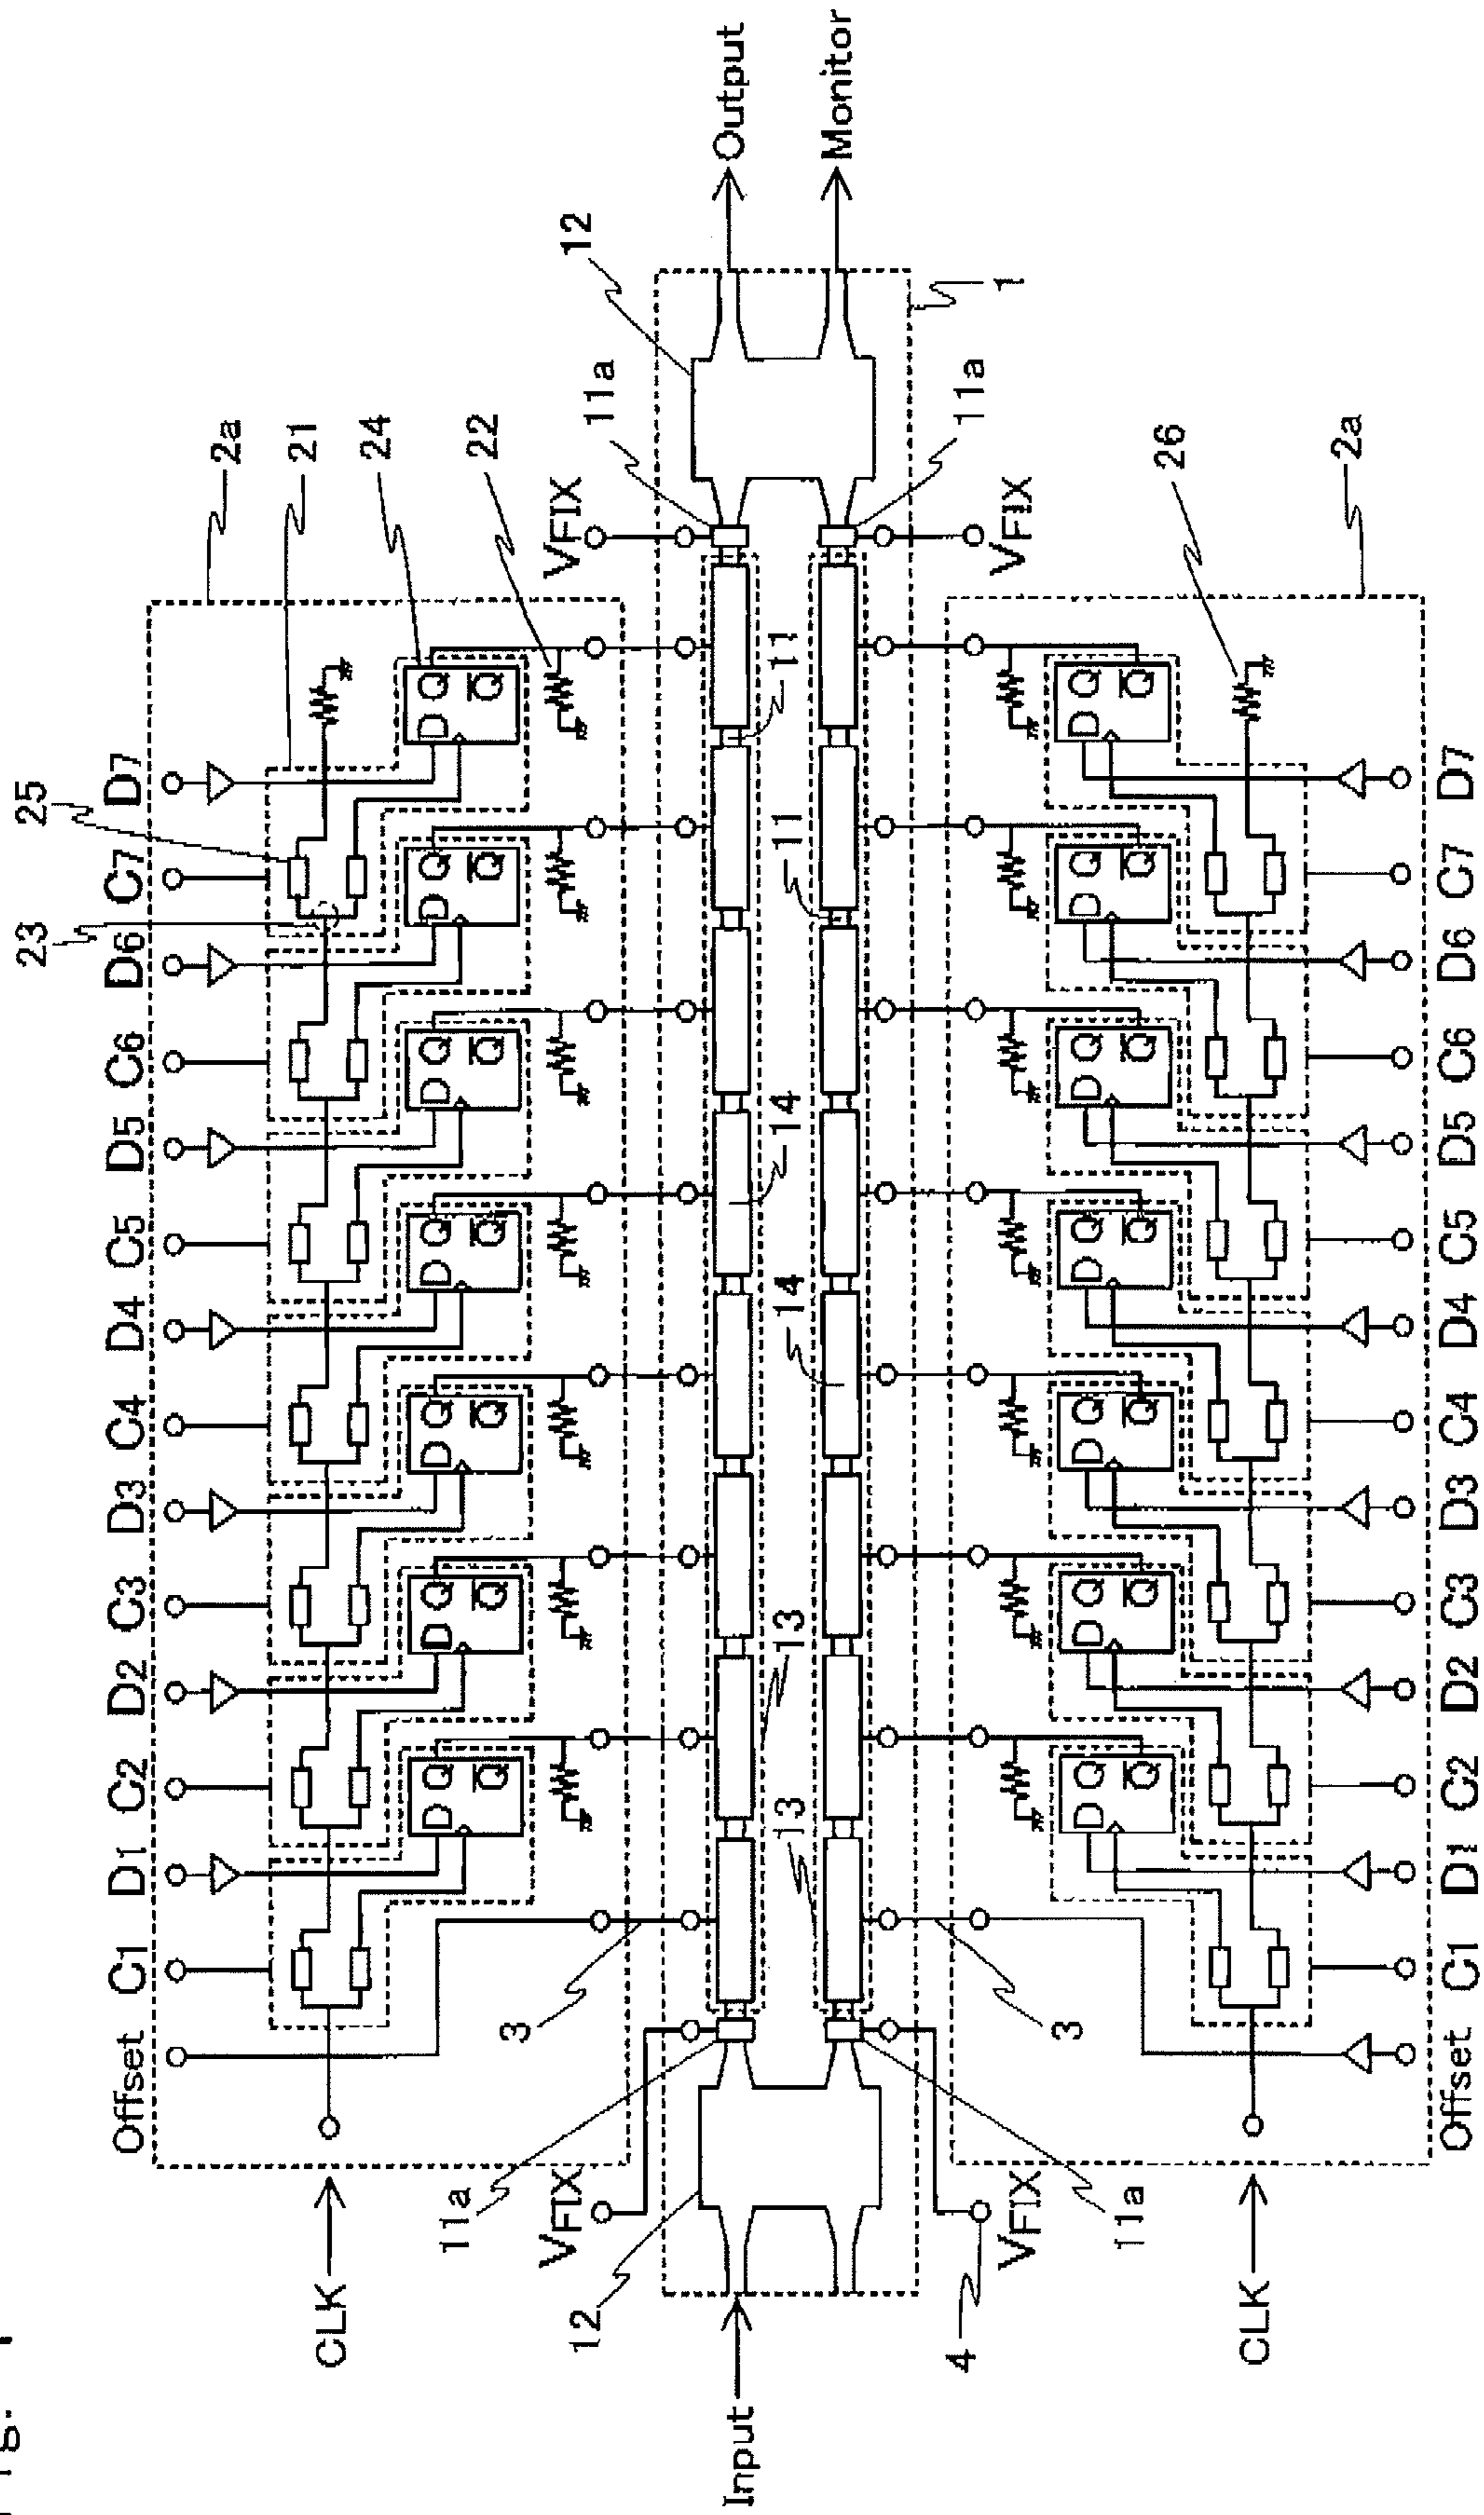 23 25
Offset C1 D1 C2 D2 C3 D3 C4 D4 C5 D5 C6 D6 C7 D7
2a
21
CLK
24
D Q D Q D Q D Q D Q D Q D Q
Q̅ Q̅ Q̅ Q̅ Q̅ Q̅ Q̅
22
11a
3
VFIX VFIX
12 12
11a
Input Output
13 14 11
13 14 11
Monitor
4 11a
1
VFIX VFIX
3
D Q D Q D Q D Q D Q D Q D Q
Q̅ Q̅ Q̅ Q̅ Q̅ Q̅ Q̅
11a
26
CLK
2a
Offset C1 D1 C2 D2 C3 D3 C4 D4 C5 D5 C6 D6 C7 D7